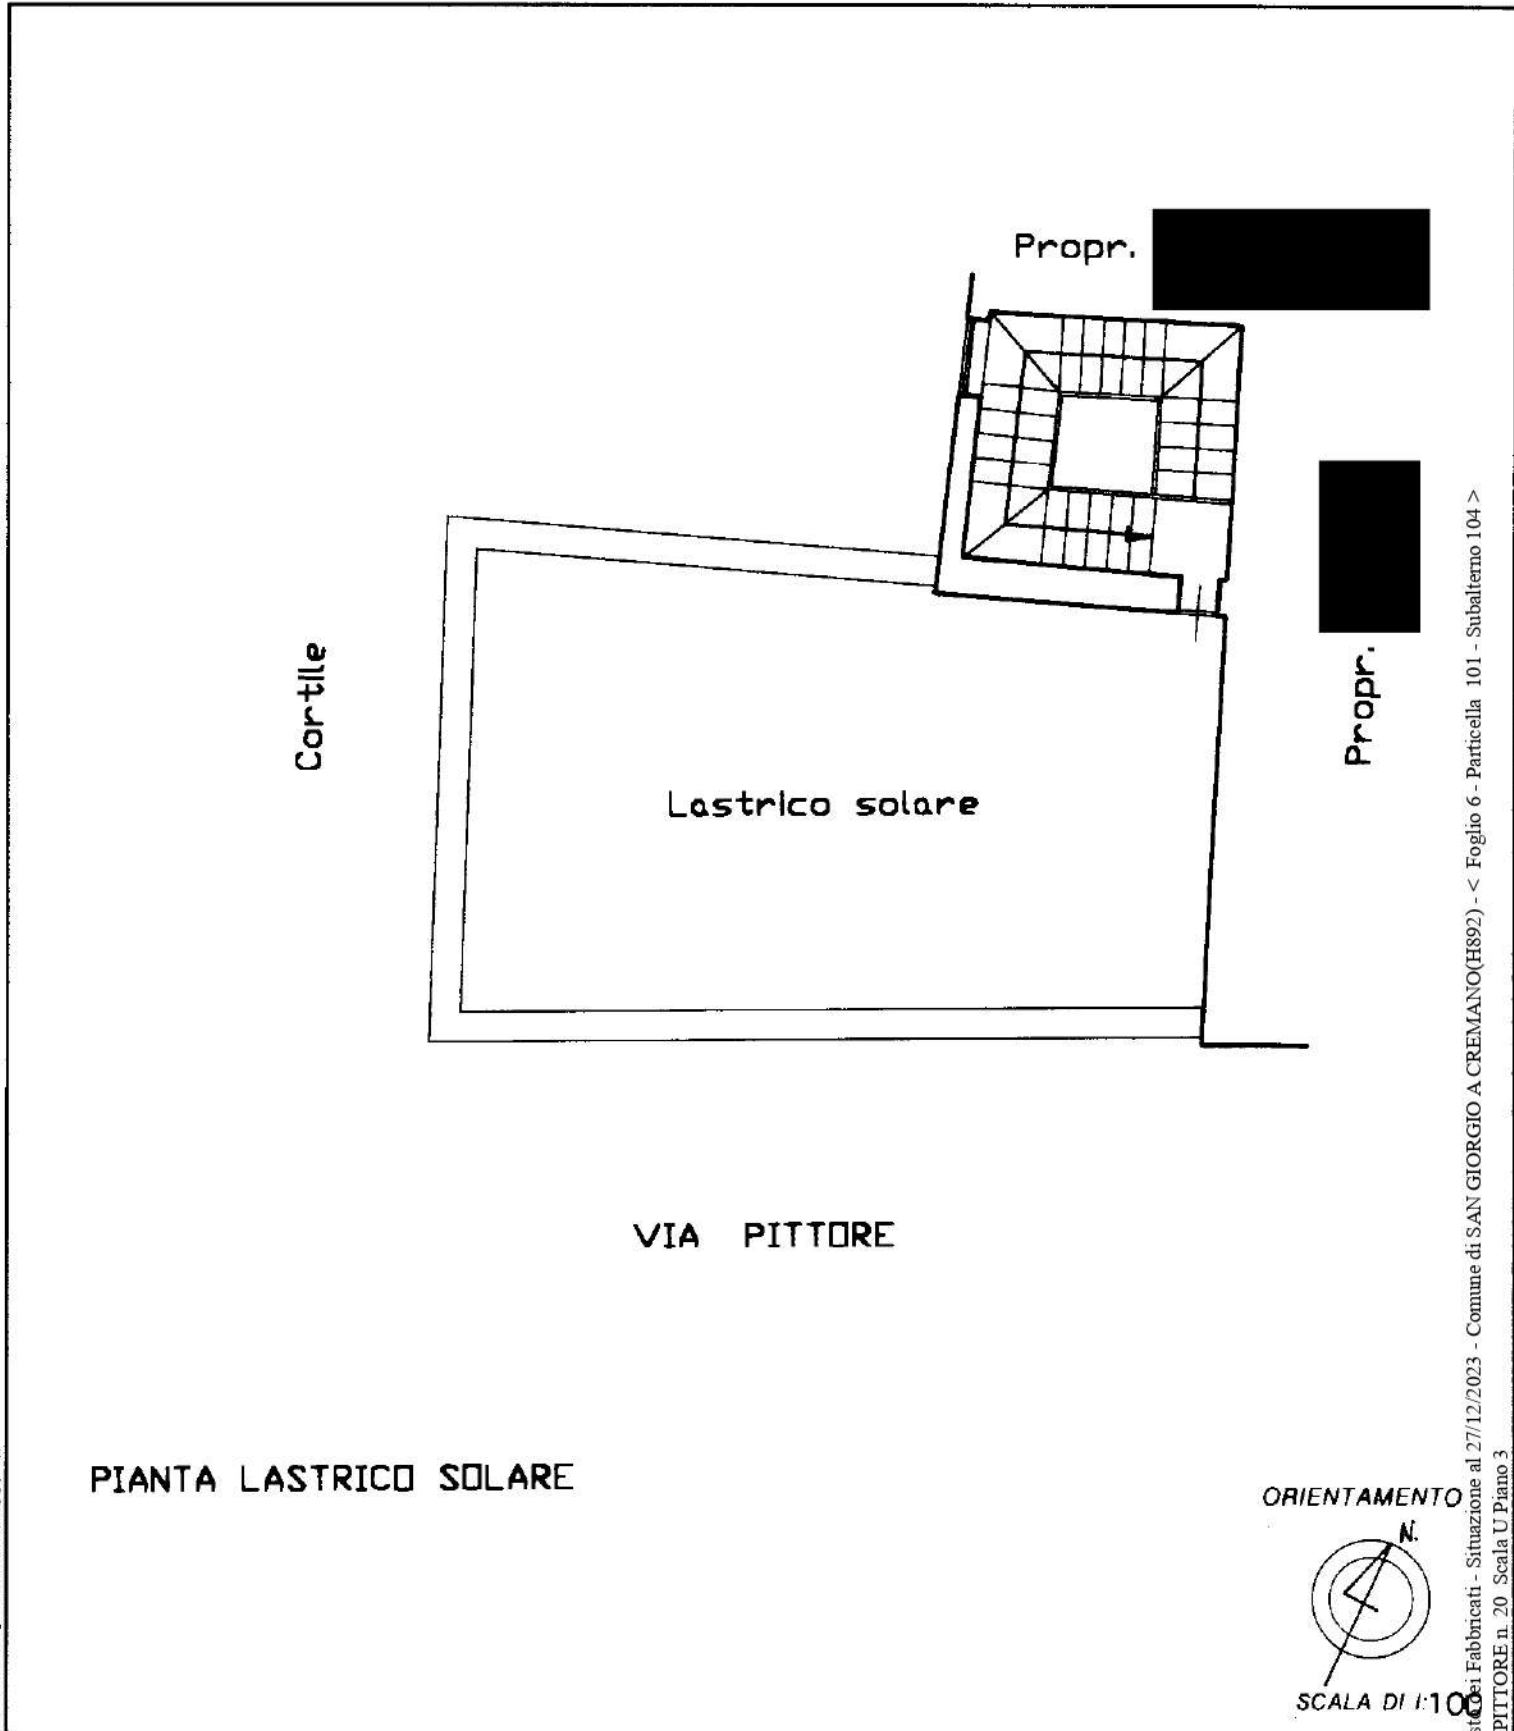 Propr.
Propr.
Cortile
Lastrico solare
VIA PITTORE
PIANTA LASTRICO SOLARE
ORIENTAMENTO
N.
SCALA DI 1:100
dei Fabbricati - Situazione al 27/12/2023 - Comune di SAN GIORGIO A CREMANO(H892) - < Foglio 6 - Particella 101 - Subalterno 104 >
PITTORE n. 20 Scala U Piano 3